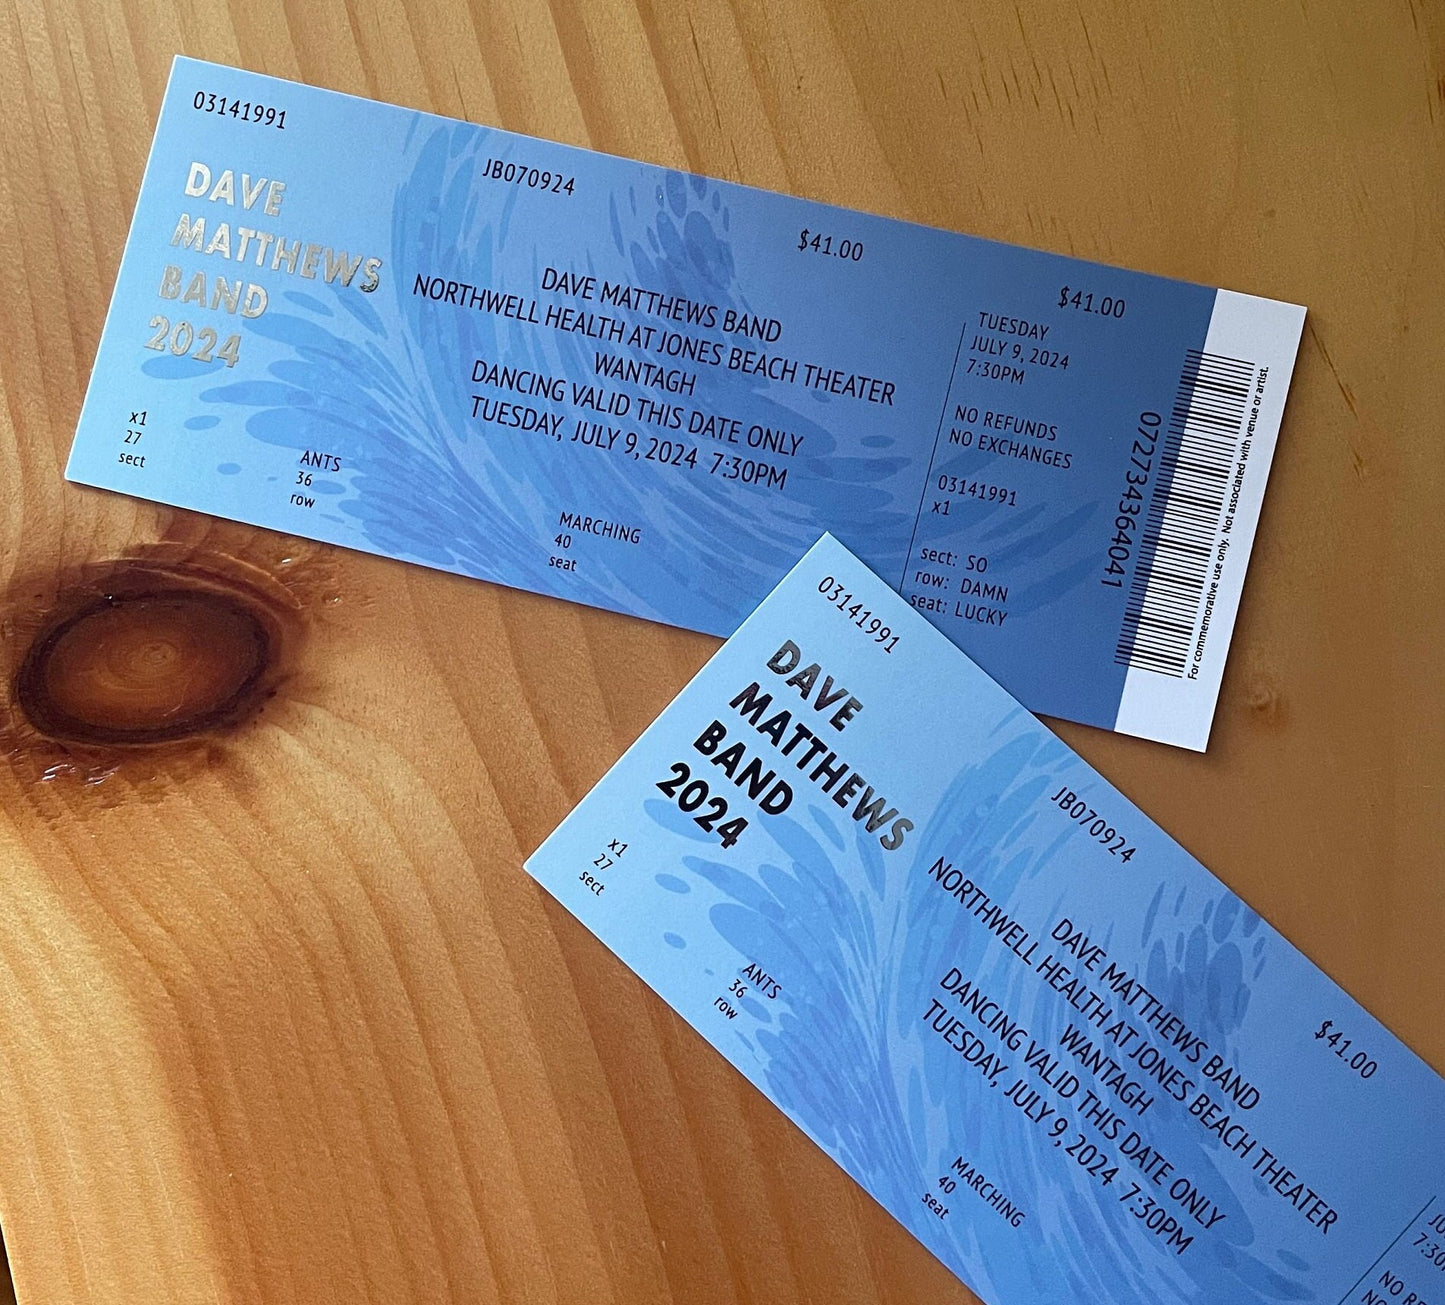 03141991
JB070924
$41.00
$41.00
DAVE
MATTHEWS
BAND
2024
DAVE MATTHEWS BAND
NORTHWELL HEALTH AT JONES BEACH THEATER
WANTAGH
DANCING VALID THIS DATE ONLY
TUESDAY, JULY 9, 2024 7:30PM
x1
27
sect
ANTS
36
row
MARCHING
40
seat
TUESDAY
JULY 9, 2024
7:30PM
NO REFUNDS
NO EXCHANGES
03141991
x1
sect: SO
row: DAMN
seat: LUCKY
072734364041
For commemorative use only. Not associated with venue or artist.
03141991
JB070924
$41.00
DAVE
MATTHEWS
BAND
2024
DAVE MATTHEWS BAND
NORTHWELL HEALTH AT JONES BEACH THEATER
WANTAGH
DANCING VALID THIS DATE ONLY
TUESDAY, JULY 9, 2024 7:30PM
x1
27
sect
ANTS
36
row
MARCHING
40
seat
NO